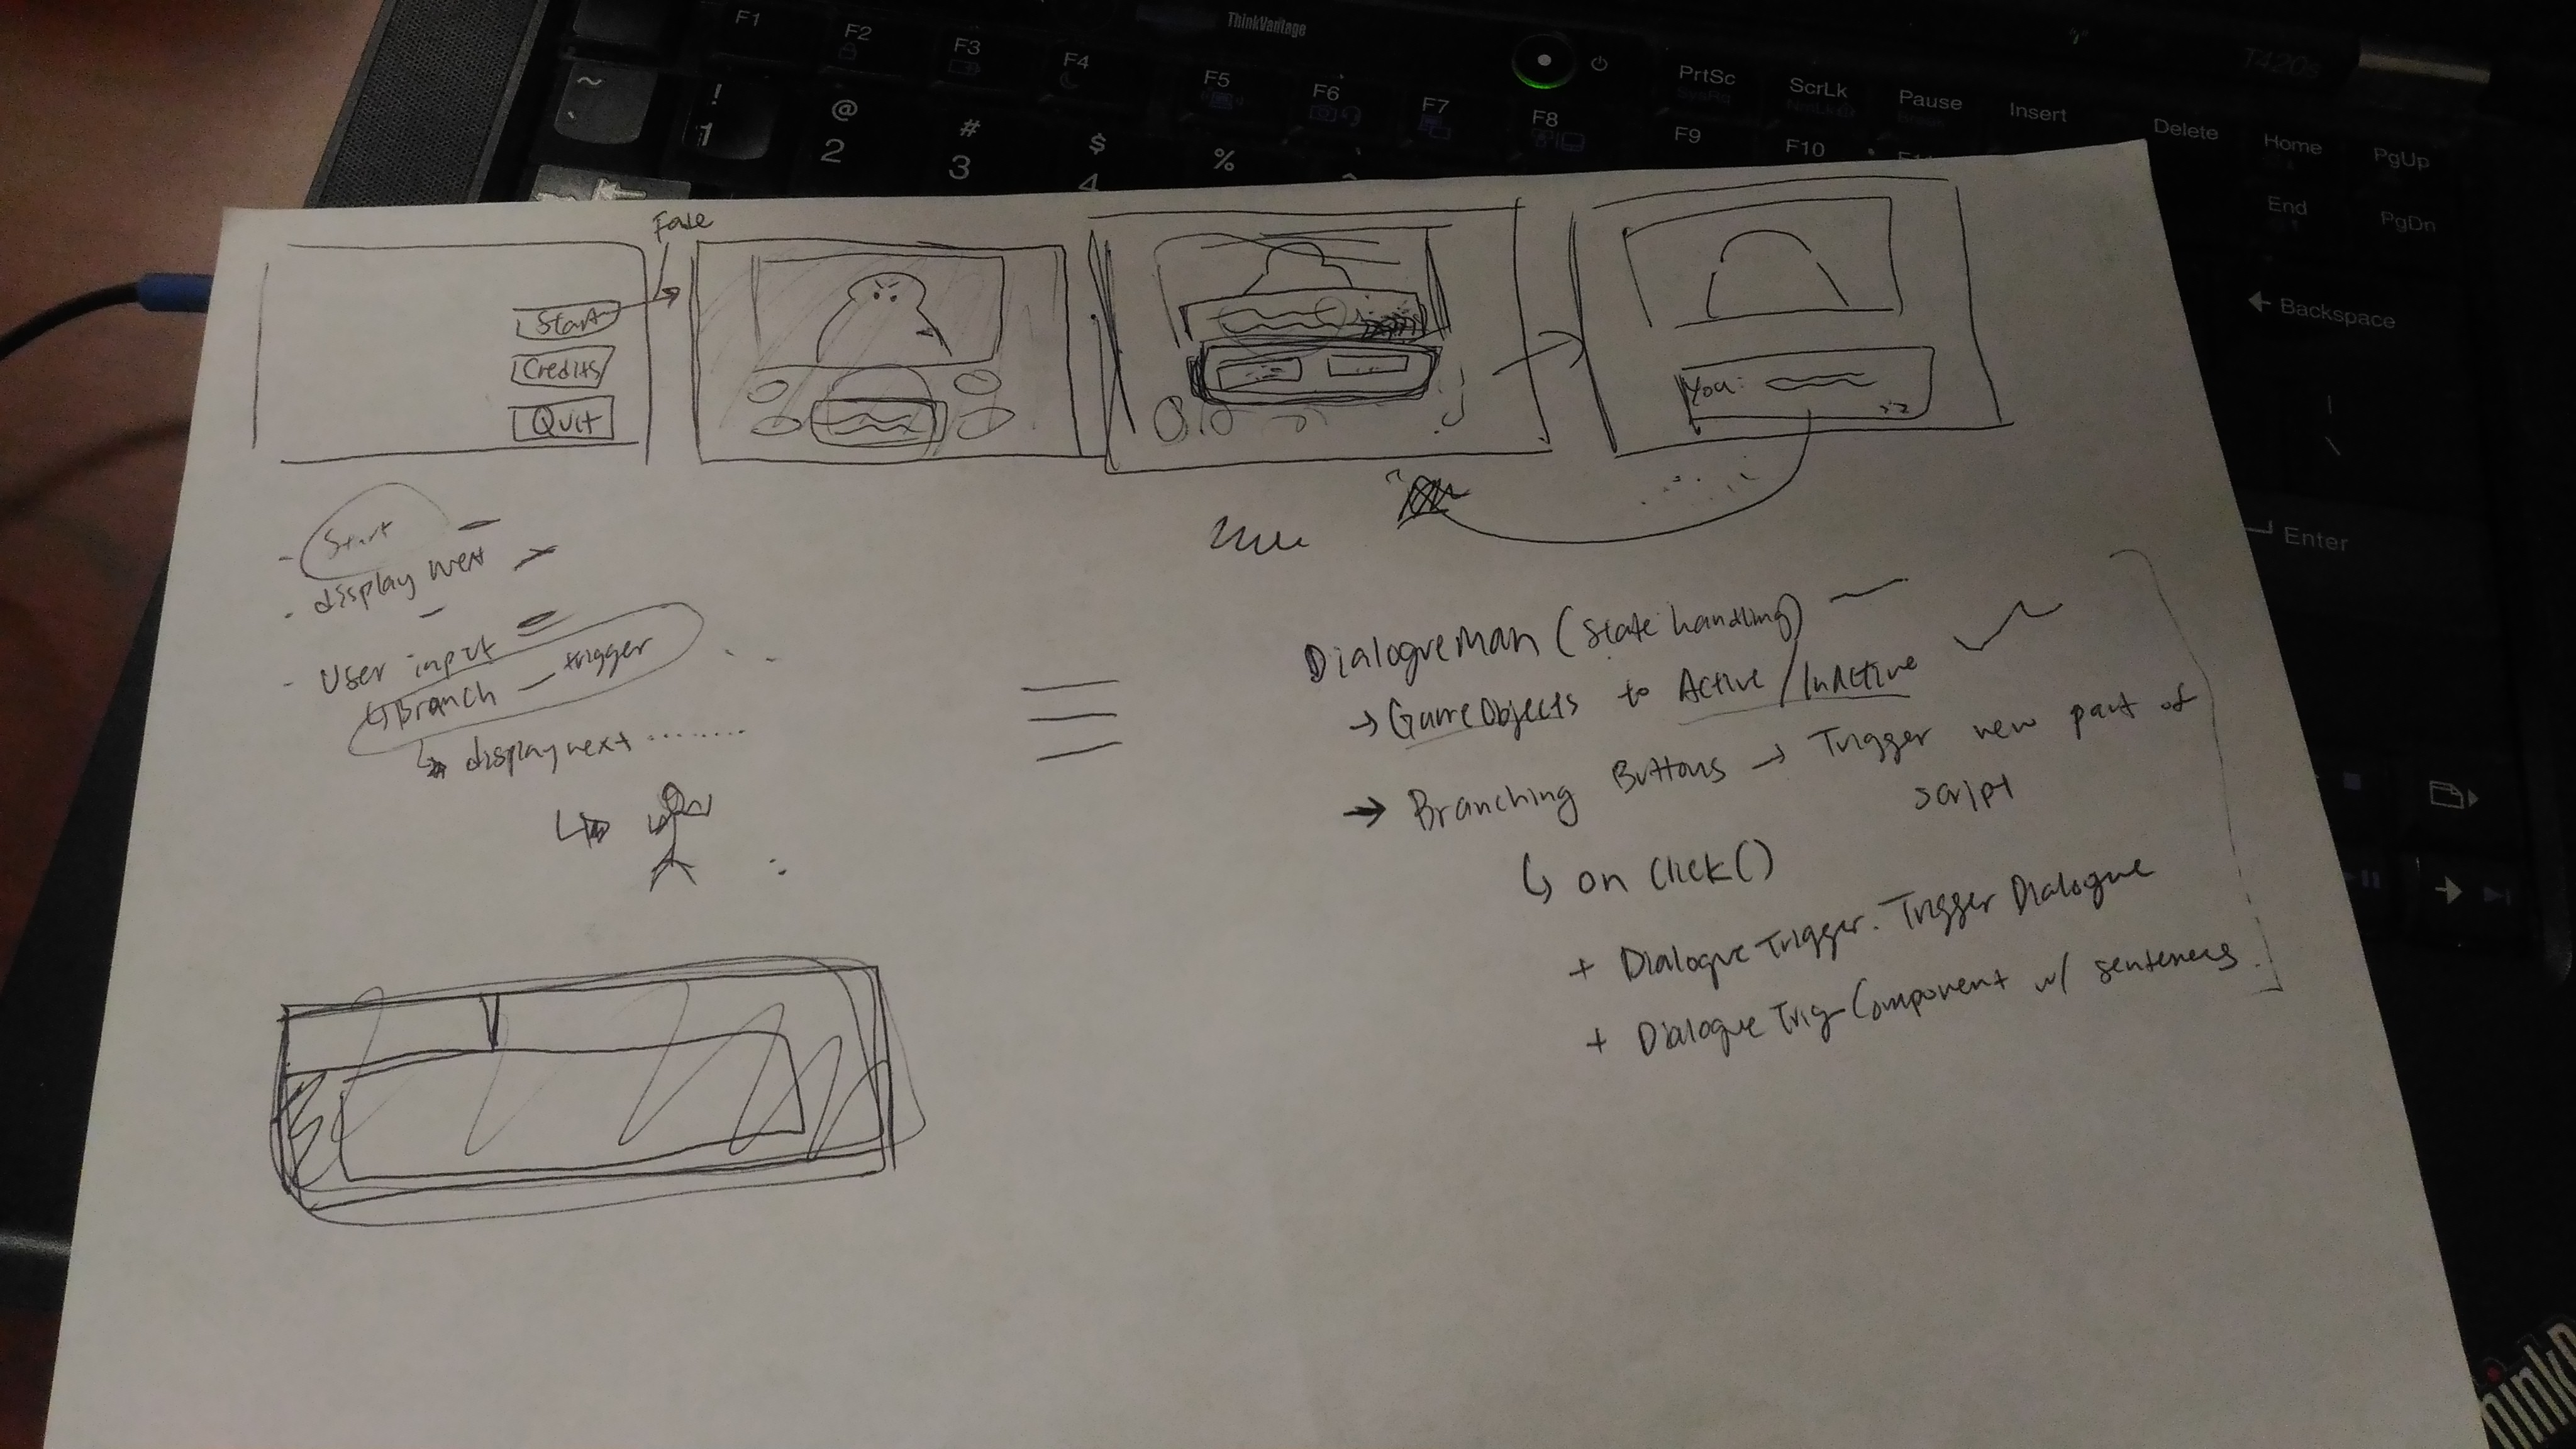 ThinkVantage
T420s
F1 F2 F3 F4 F5 F6 F7 F8 PrtSc ScrLk Pause Insert Delete Home PgUp
SysRq NmLk
F9 F10 End PgDn
~ ! @ # $ %
` 1 2 3 4
Backspace
Enter
Fade
Start
Credits
Quit
You:
- Start
- display next
- User input
↳ Branch — trigger
↳ display next ........
DialogueMan (state handling)
→ GameObjects to Active / InActive
→ Branching Buttons → Trigger new part of
script
↳ on Click()
+ DialogueTrigger. Trigger Dialogue
+ Dialogue Trig-Component w/ sentences.